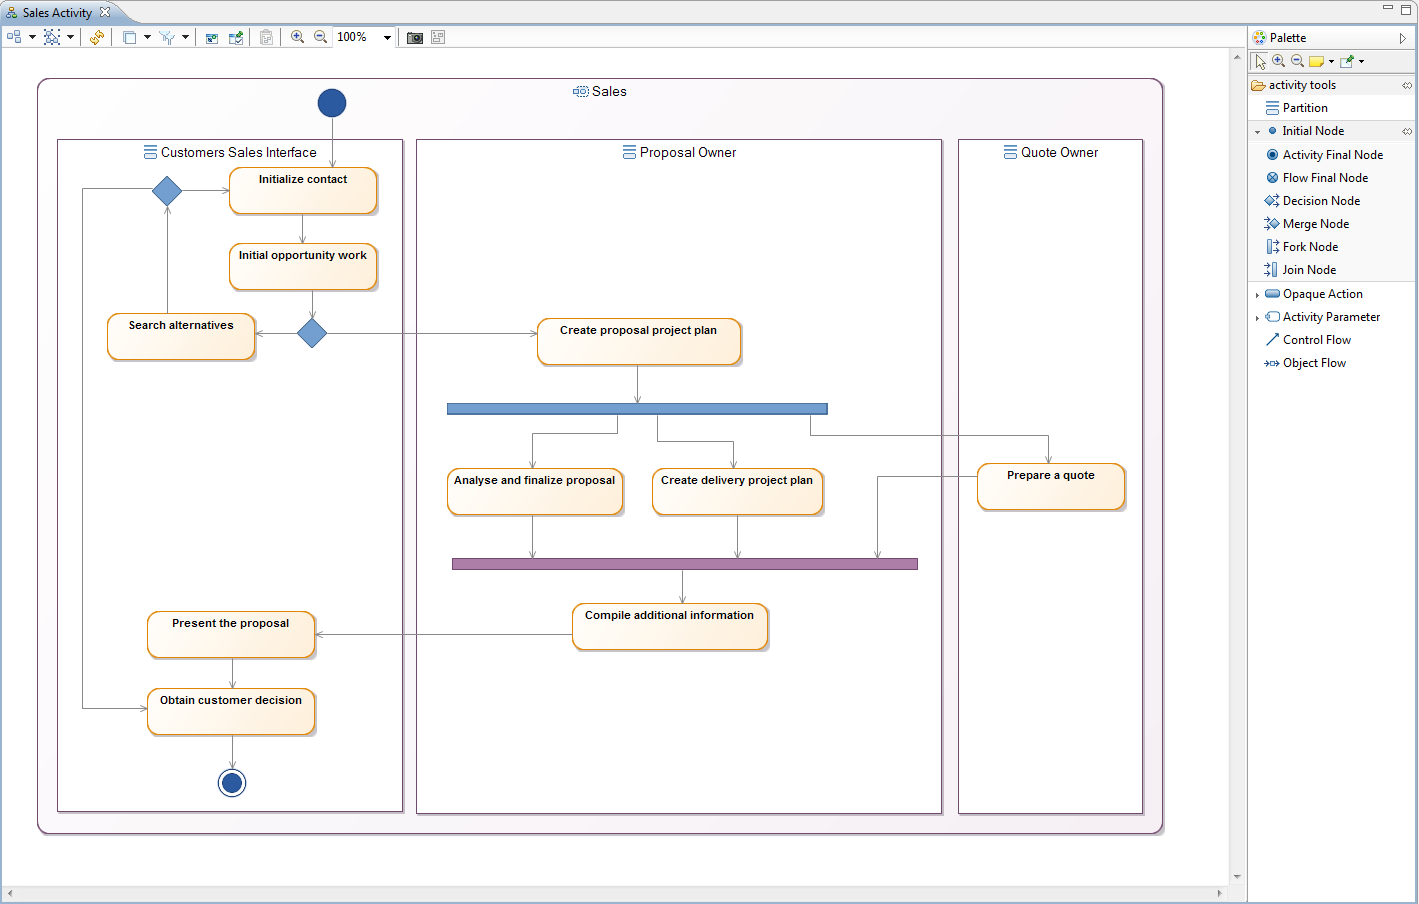 Sales Activity
100%
Palette
Sales
activity tools
Partition
Initial Node
Customers Sales Interface
Proposal Owner
Quote Owner
Activity Final Node
Initialize contact
Flow Final Node
Decision Node
Merge Node
Initial opportunity work
Fork Node
Join Node
Opaque Action
Activity Parameter
Search alternatives
Create proposal project plan
Control Flow
Object Flow
Analyse and finalize proposal
Create delivery project plan
Prepare a quote
Compile additional information
Present the proposal
Obtain customer decision